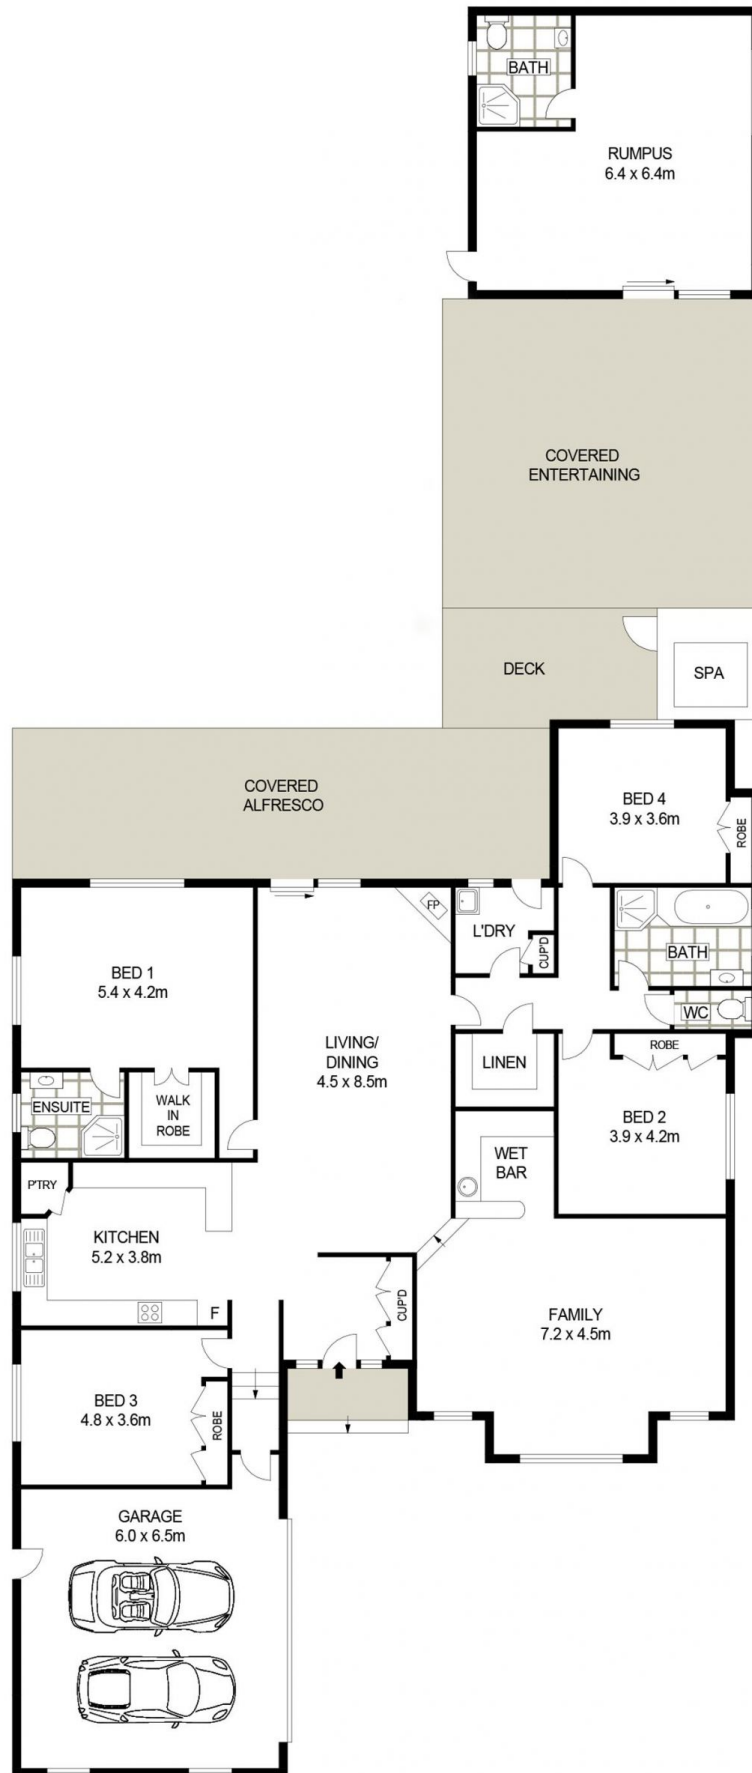 BATH
RUMPUS
6.4 x 6.4m
COVERED
ENTERTAINING
DECK
SPA
COVERED
ALFRESCO
BED 4
3.9 x 3.6m
ROBE
FP
L'DRY
CUP'D
BATH
BED 1
5.4 x 4.2m
WC
LIVING/
DINING
4.5 x 8.5m
LINEN
ROBE
ENSUITE
WALK
IN
ROBE
BED 2
3.9 x 4.2m
WET
BAR
P'TRY
KITCHEN
5.2 x 3.8m
F
CUP'D
FAMILY
7.2 x 4.5m
BED 3
4.8 x 3.6m
ROBE
GARAGE
6.0 x 6.5m